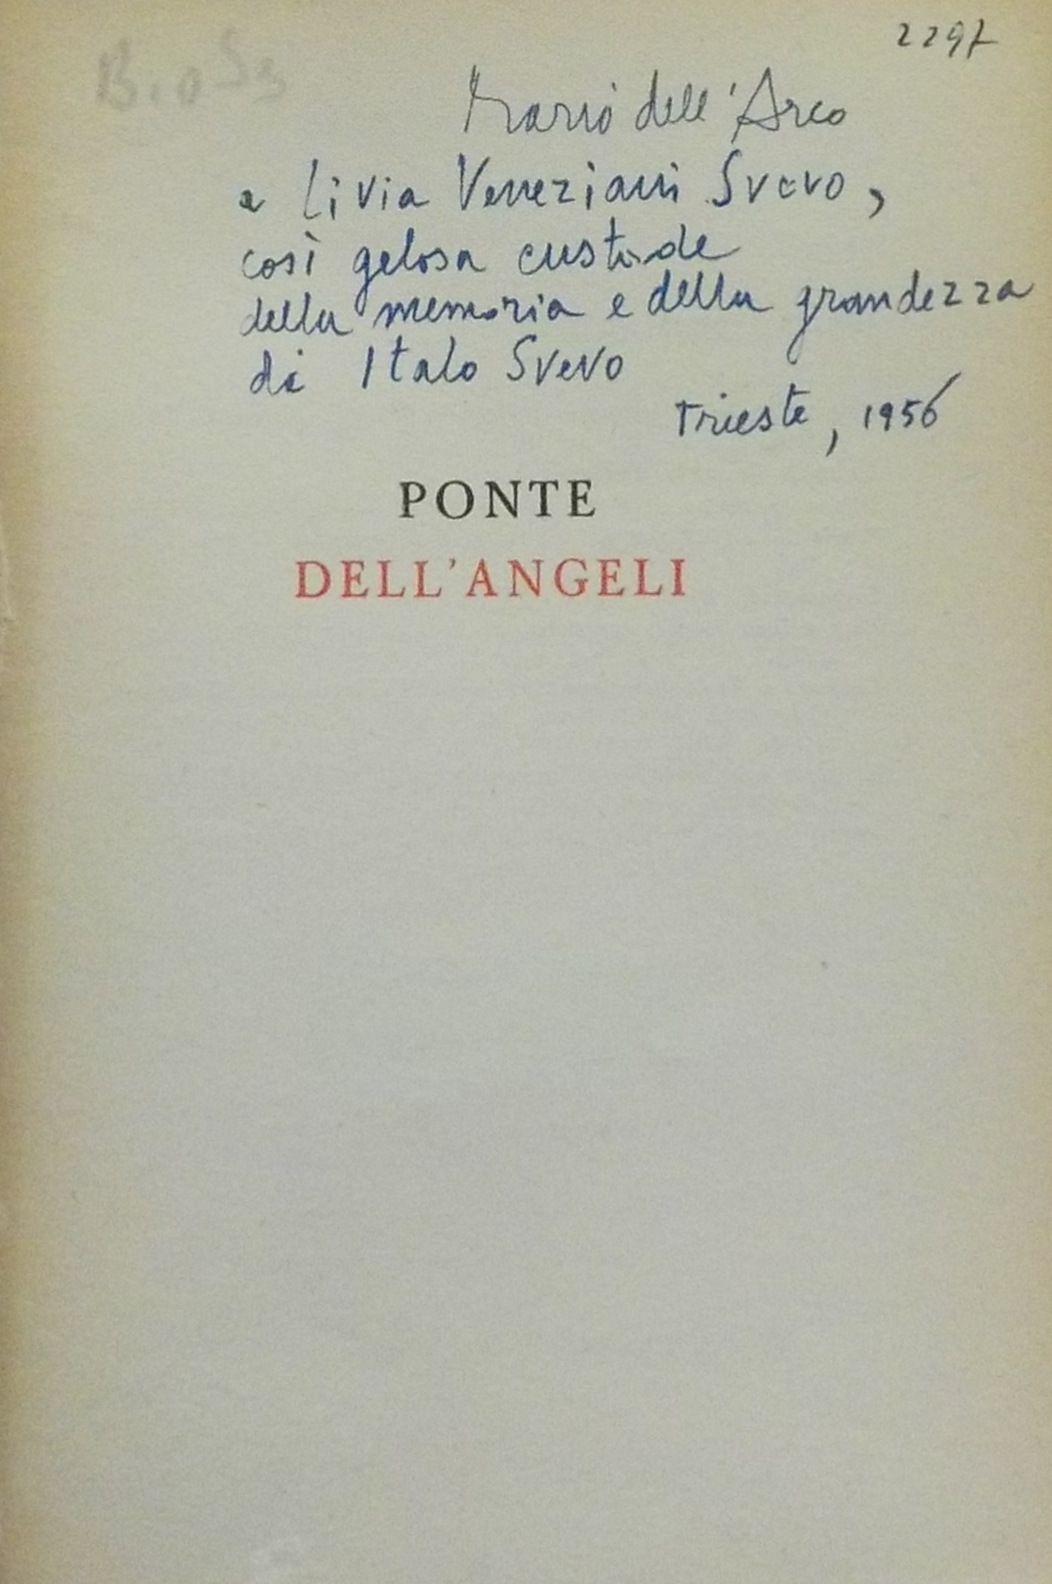 2297
Mario dell'Arco
a Livia Veneziani Svevo,
così gelosa custode
della memoria e della grandezza
di Italo Svevo
Trieste, 1956
PONTE
DELL'ANGELI